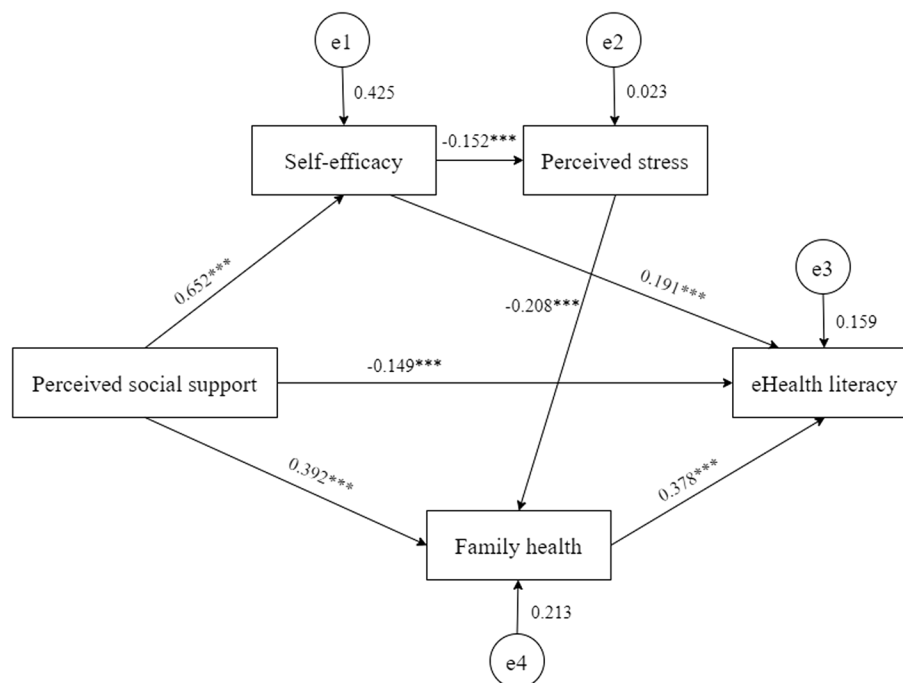 e1
e2
0.425
0.023
Self-efficacy
-0.152***
Perceived stress
0.652***
0.191***
e3
-0.208***
0.159
Perceived social support
-0.149***
eHealth literacy
0.392***
0.378***
Family health
0.213
e4